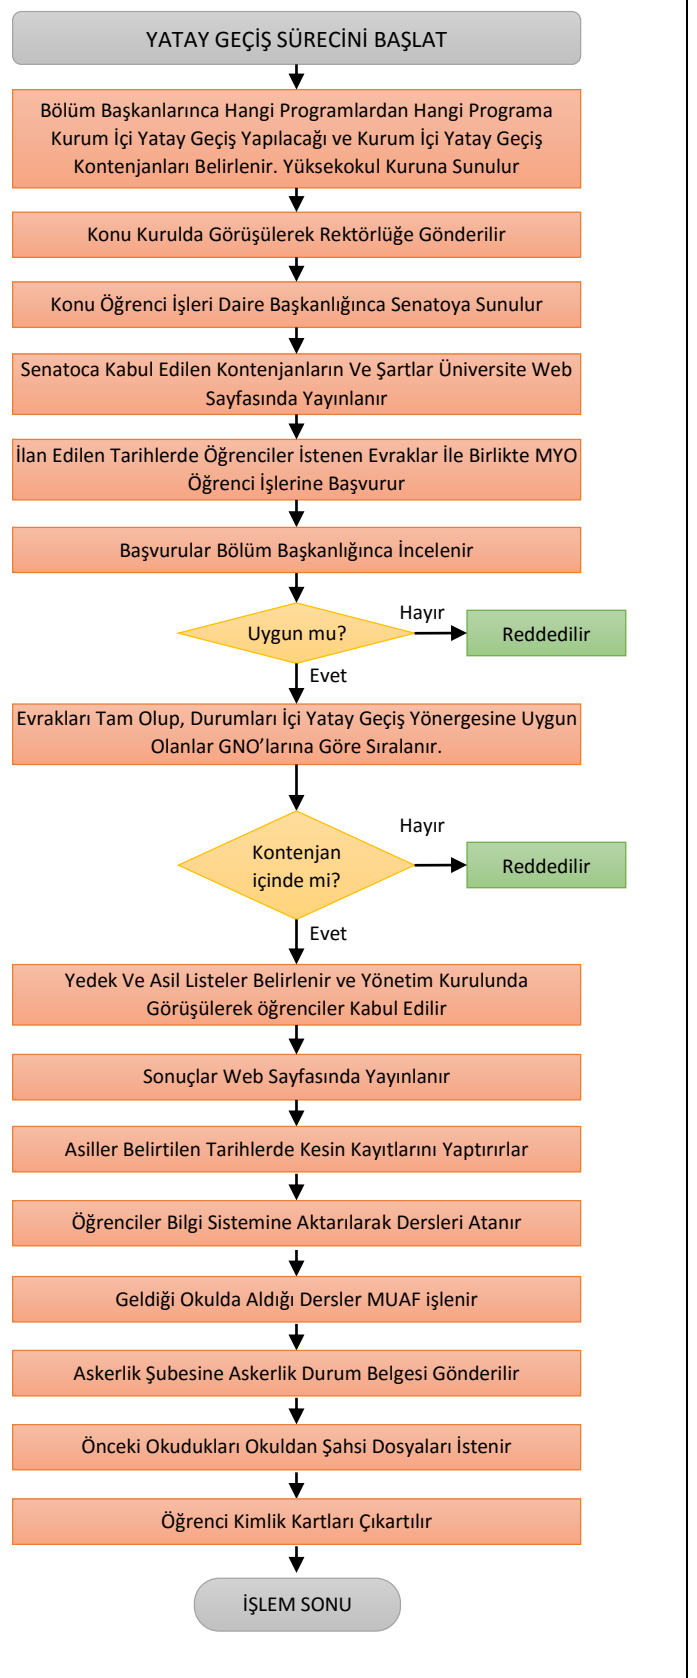 YATAY GEÇİŞ SÜRECİNİ BAŞLAT
Bölüm Başkanlarınca Hangi Programlardan Hangi Programa
Kurum İçi Yatay Geçiş Yapılacağı ve Kurum İçi Yatay Geçiş
Kontenjanları Belirlenir. Yüksekokul Kuruna Sunulur
Konu Kurulda Görüşülerek Rektörlüğe Gönderilir
Konu Öğrenci İşleri Daire Başkanlığınca Senatoya Sunulur
Senatoca Kabul Edilen Kontenjanların Ve Şartlar Üniversite Web
Sayfasında Yayınlanır
İlan Edilen Tarihlerde Öğrenciler İstenen Evraklar İle Birlikte MYO
Öğrenci İşlerine Başvurur
Başvurular Bölüm Başkanlığınca İncelenir
Hayır
Uygun mu?
Reddedilir
Evet
Evrakları Tam Olup, Durumları İçi Yatay Geçiş Yönergesine Uygun
Olanlar GNO’larına Göre Sıralanır.
Hayır
Kontenjan
içinde mi?
Reddedilir
Evet
Yedek Ve Asil Listeler Belirlenir ve Yönetim Kurulunda
Görüşülerek öğrenciler Kabul Edilir
Sonuçlar Web Sayfasında Yayınlanır
Asiller Belirtilen Tarihlerde Kesin Kayıtlarını Yaptırırlar
Öğrenciler Bilgi Sistemine Aktarılarak Dersleri Atanır
Geldiği Okulda Aldığı Dersler MUAF işlenir
Askerlik Şubesine Askerlik Durum Belgesi Gönderilir
Önceki Okudukları Okuldan Şahsi Dosyaları İstenir
Öğrenci Kimlik Kartları Çıkartılır
İŞLEM SONU